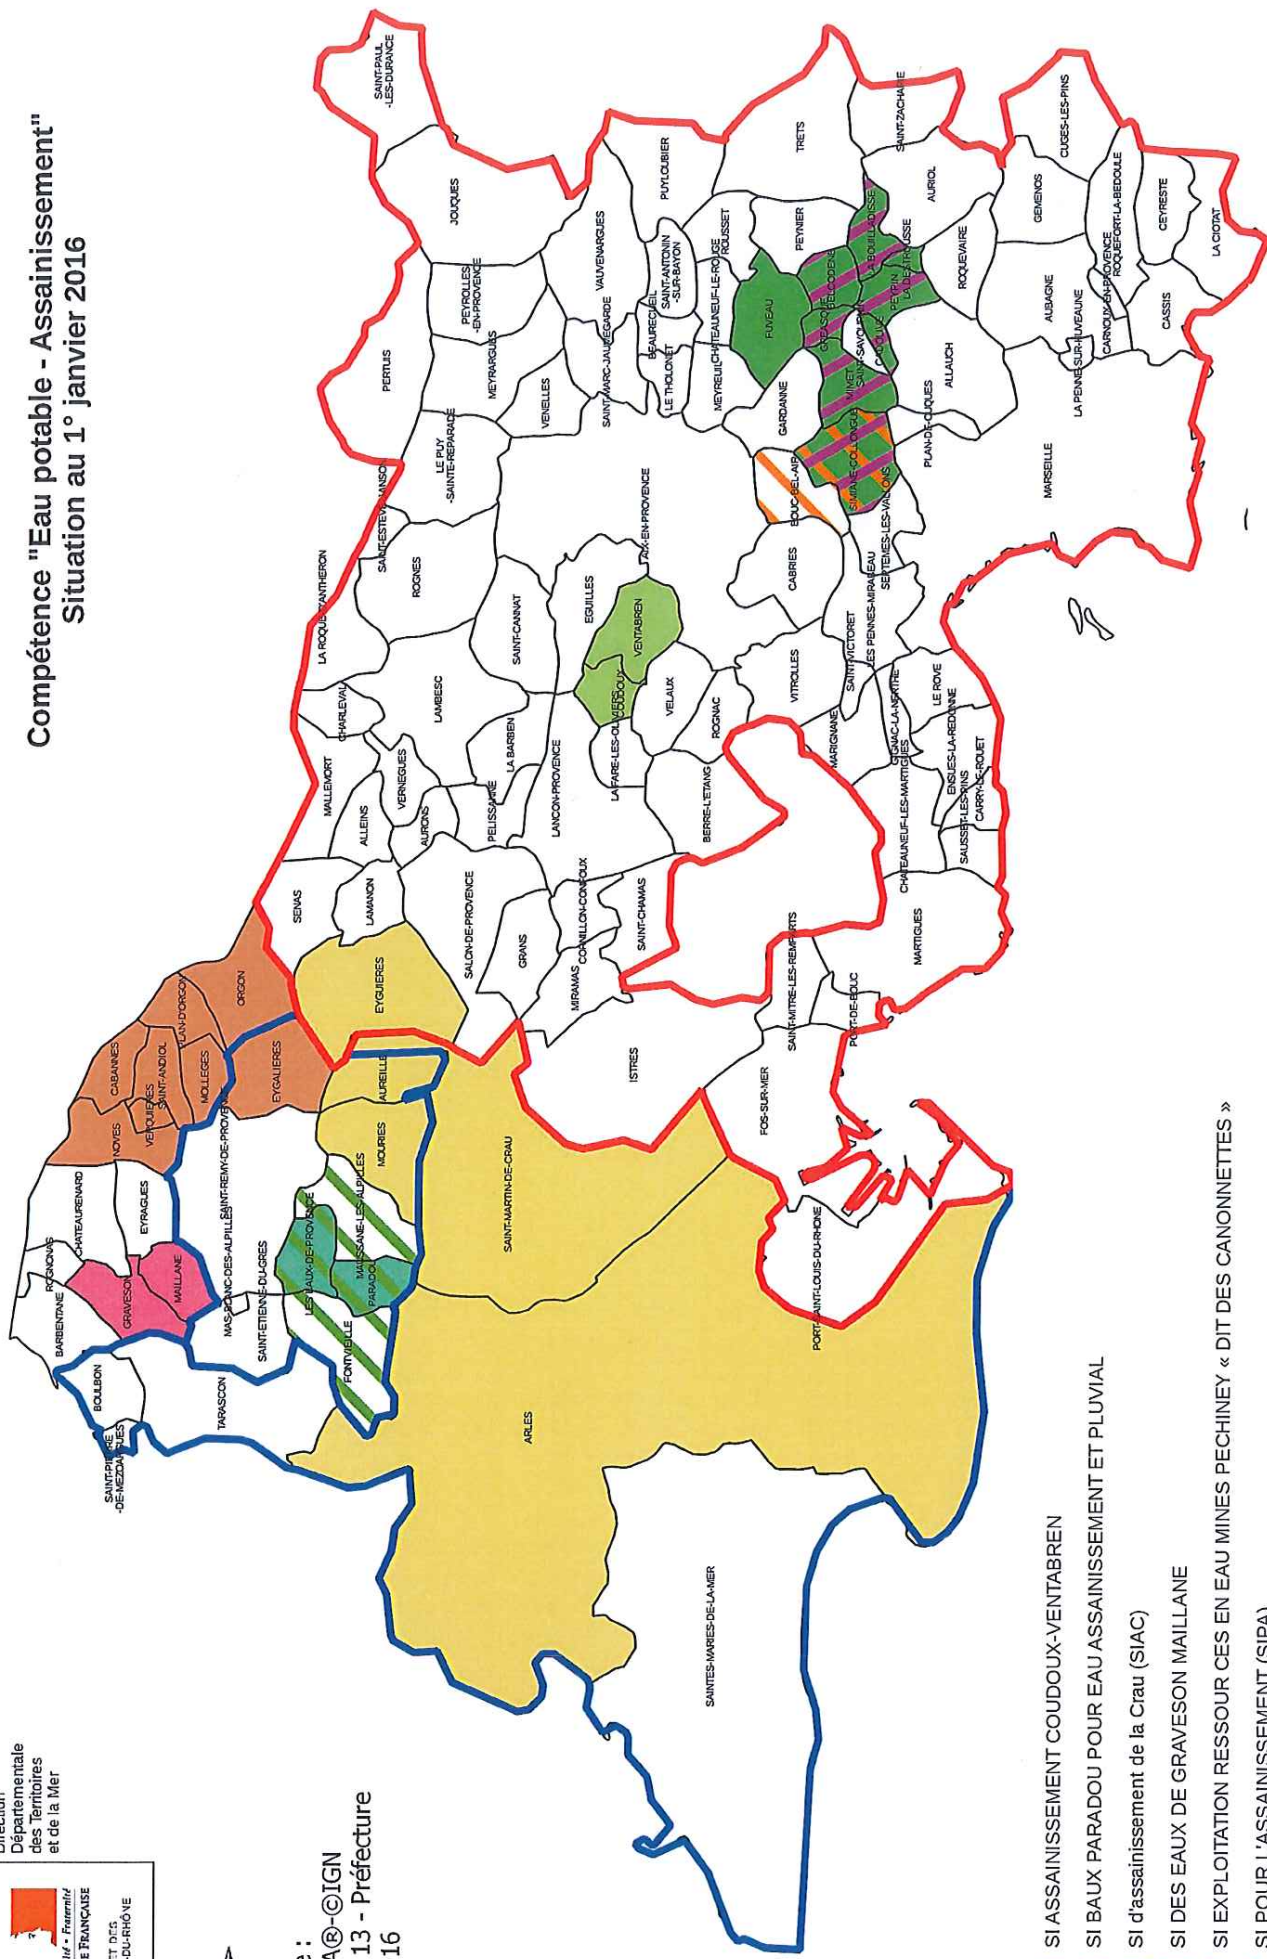 Compétence "Eau potable - Assainissement"
Situation au 1° janvier 2016
Direction
Départementale
des Territoires
et de la Mer
FRANÇAISE
DU-RHÔNE
A®-©IGN
13 - Préfecture
16
SAINT-PAUL
-LES-DURANCE
JOUQUES
PERTUIS
PEYROLLES
-EN-PROVENCE
MEYRARGUES
LE PUY
-SAINTE-REPARADE
VENELLES
VAUVENARGUES
SAINT-MARC-JAUMEGARDE
SAINT-ANTONIN
-SUR-BAYON
BEAURECUEIL
LE THOLONET
PUYLOUBIER
ROUSSET
CHATEAUNEUF-LE-ROUGE
MEYREUIL
TRETS
PEYNIER
FUVEAU
GARDANNE
GREASQUE
BELCODENE
LA BOUILLADISSE
PEYPIN
LA DESTROUSSE
CADOLIVE
SAINT-SAVOURNIN
MIMET
SIMIANE-COLLONGUE
BOUC-BEL-AIR
SAINT-ZACHARIE
AURIOL
ROQUEVAIRE
ALLAUCH
PLAN-DE-CUQUES
SEPTEMES-LES-VALLONS
CUGES-LES-PINS
GEMENOS
AUBAGNE
LA PENNE-SUR-HUVEAUNE
CARNOUX-EN-PROVENCE
ROQUEFORT-LA-BEDOULE
CEYRESTE
CASSIS
LA CIOTAT
MARSEILLE
SAINT-ESTEVE-JANSON
LA ROQUE-D'ANTHERON
ROGNES
SAINT-CANNAT
EGUILLES
AIX-EN-PROVENCE
VENTABREN
COUDOUX
LA FARE-LES-OLIVIERS
VELAUX
ROGNAC
VITROLLES
CABRIES
LES PENNES-MIRABEAU
SAINT-VICTORET
MARIGNANE
GIGNAC-LA-NERTHE
LE ROVE
ENSUES-LA-REDONNE
CARRY-LE-ROUET
SAUSSET-LES-PINS
CHATEAUNEUF-LES-MARTIGUES
MARTIGUES
CHARLEVAL
LAMBESC
MALLEMORT
VERNEGUES
ALLEINS
AURONS
LA BARBEN
PELISSANNE
LANCON-PROVENCE
BERRE-L'ETANG
SENAS
LAMANON
SALON-DE-PROVENCE
GRANS
CORNILLON-CONFOUX
MIRAMAS
SAINT-CHAMAS
EYGUIERES
ISTRES
SAINT-MITRE-LES-REMPARTS
PORT-DE-BOUC
FOS-SUR-MER
PORT-SAINT-LOUIS-DU-RHONE
ORGON
PLAN-D'ORGON
CABANNES
SAINT-ANDIOL
VERQUIERES
MOLLEGES
NOVES
EYGALIERES
CHATEAURENARD
EYRAGUES
ROGNONAS
BARBENTANE
GRAVESON
MAILLANE
BOULBON
SAINT-PIERRE
-DE-MEZOARGUES
TARASCON
SAINT-REMY-DE-PROVENCE
MAS-BLANC-DES-ALPILLES
SAINT-ETIENNE-DU-GRES
LES BAUX-DE-PROVENCE
MAUSSANE-LES-ALPILLES
PARADOU
FONTVIEILLE
MOURIES
AUREILLE
SAINT-MARTIN-DE-CRAU
ARLES
SAINTES-MARIES-DE-LA-MER
SI ASSAINISSEMENT COUDOUX-VENTABREN
SI BAUX PARADOU POUR EAU ASSAINISSEMENT ET PLUVIAL
SI d'assainissement de la Crau (SIAC)
SI DES EAUX DE GRAVESON MAILLANE
SI EXPLOITATION RESSOUR CES EN EAU MINES PECHINEY « DIT DES CANONNETTES »
SI POUR L'ASSAINISSEMENT (SIPA)